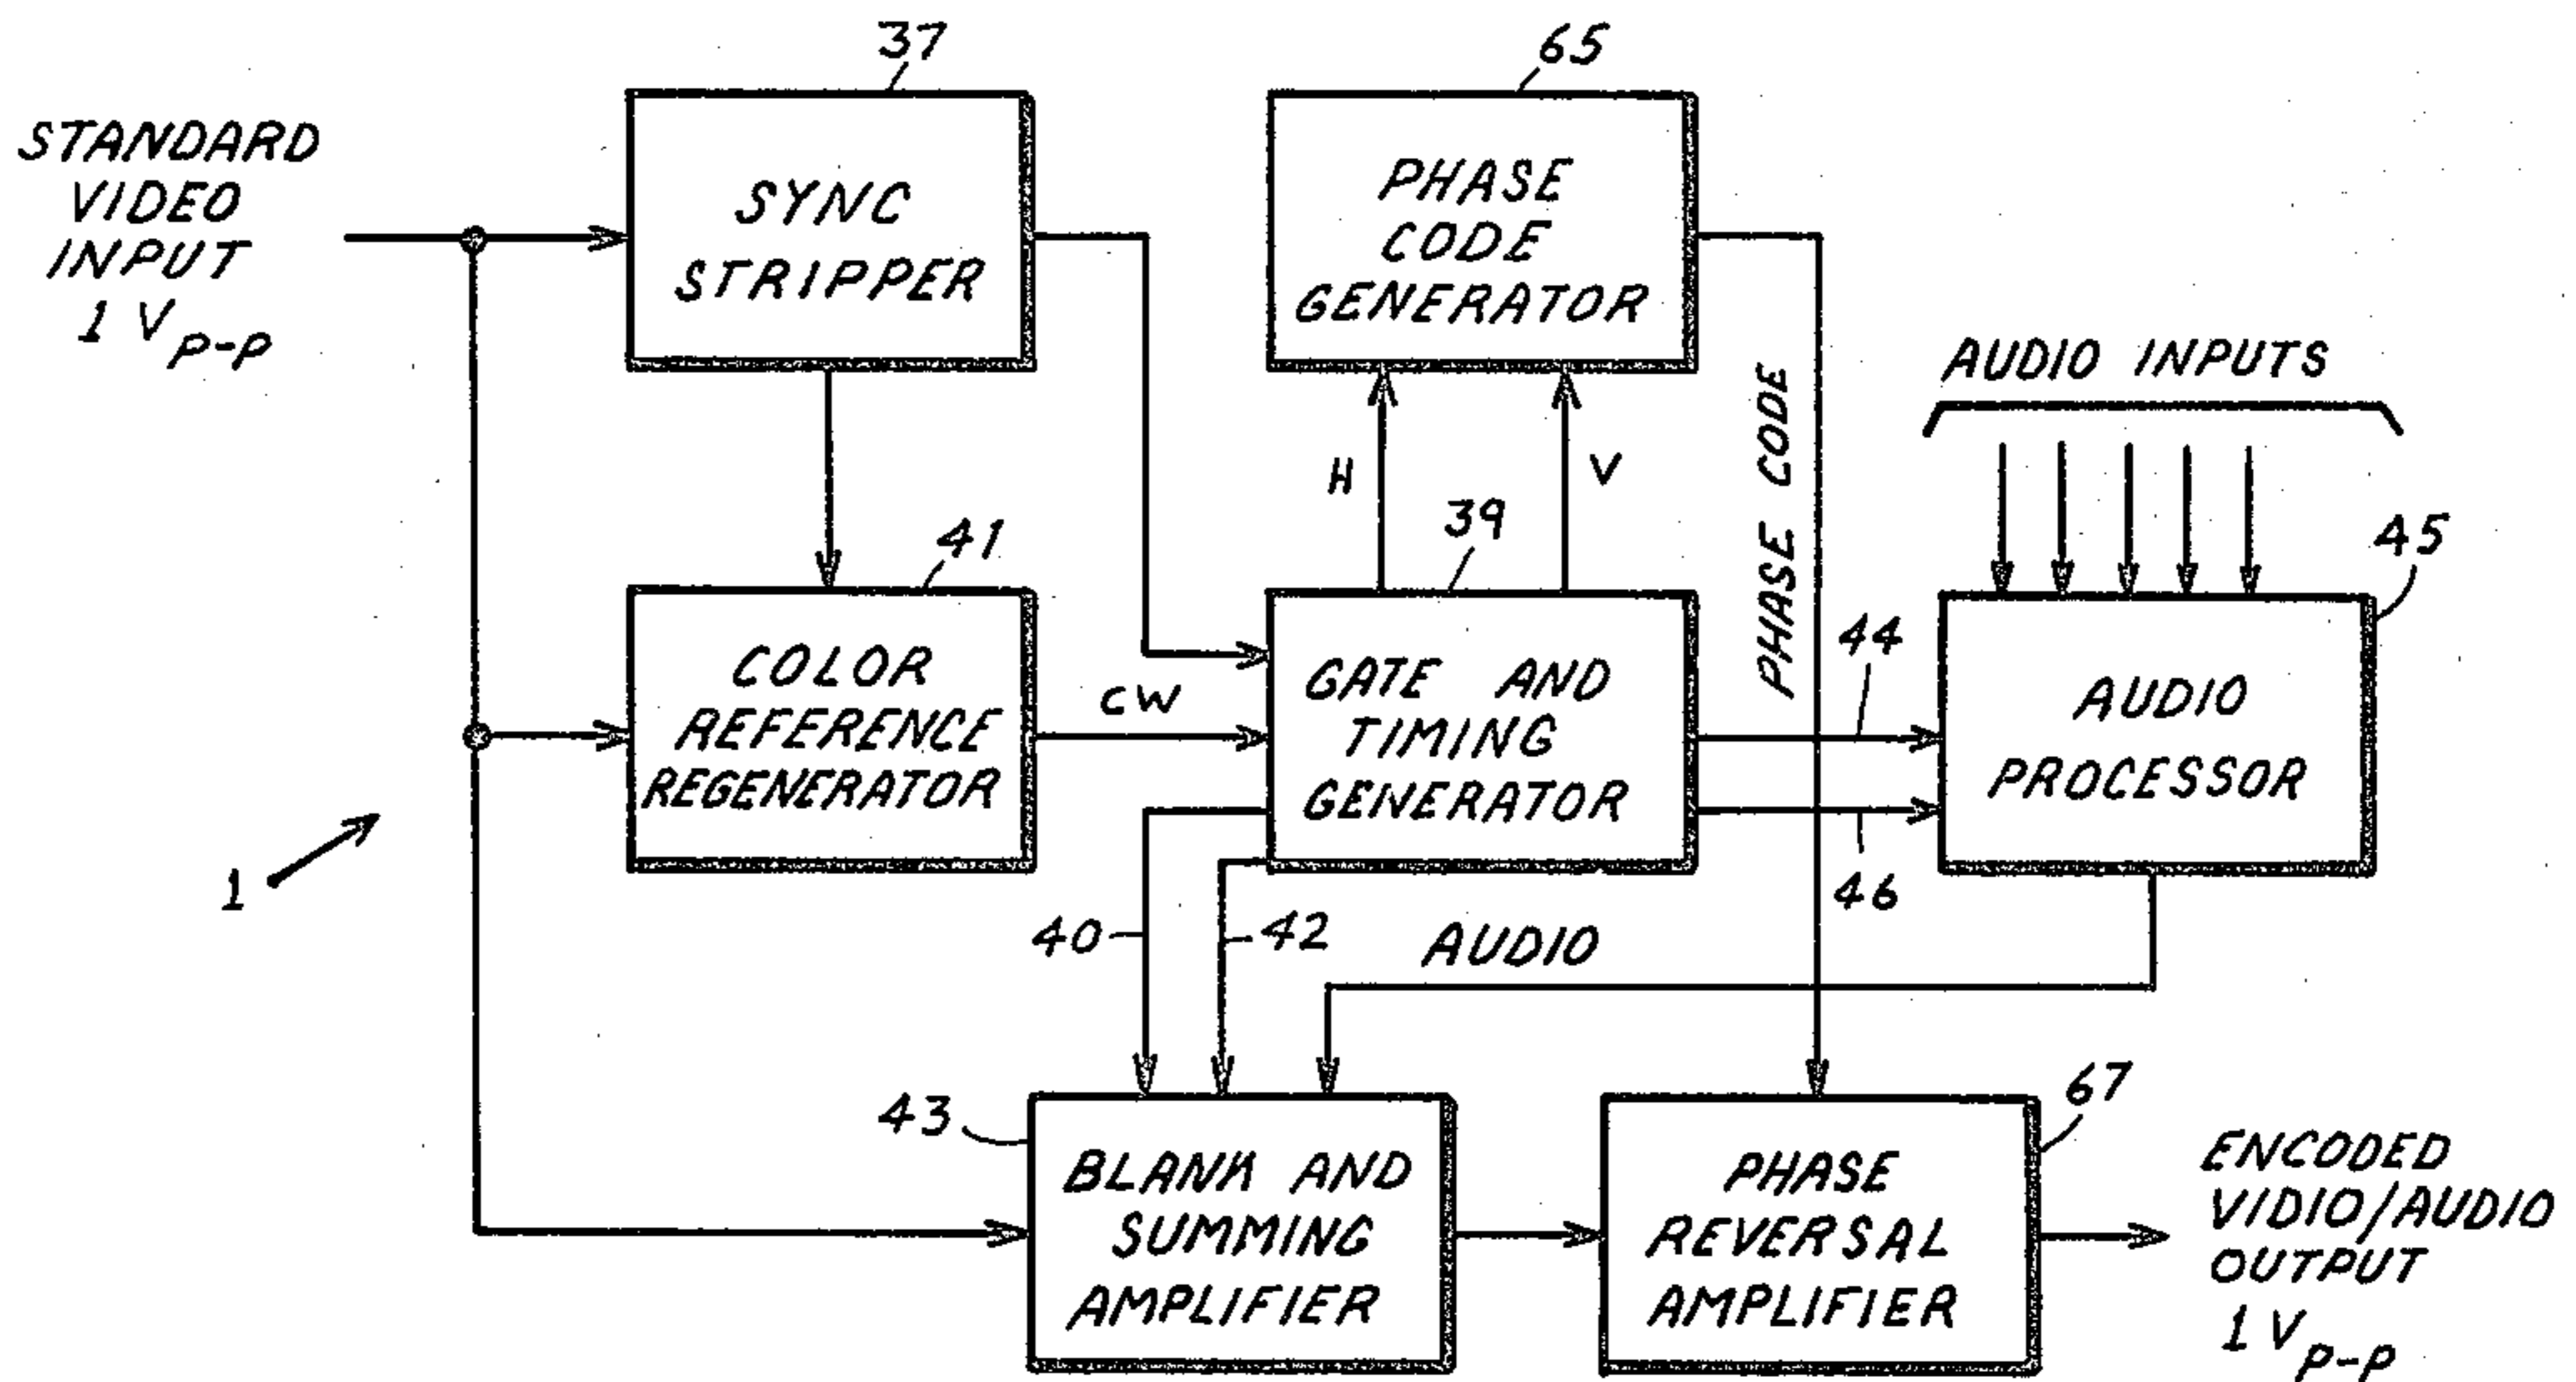 37
65
STANDARD
VIDEO
INPUT
1 Vp-p
SYNC
STRIPPER
PHASE
CODE
GENERATOR
AUDIO INPUTS
H
V
PHASE CODE
41
39
45
COLOR
REFERENCE
REGENERATOR
CW
GATE AND
TIMING
GENERATOR
44
46
AUDIO
PROCESSOR
1
40
42
AUDIO
43
67
BLANK AND
SUMMING
AMPLIFIER
PHASE
REVERSAL
AMPLIFIER
ENCODED
VIDIO/AUDIO
OUTPUT
1 Vp-p